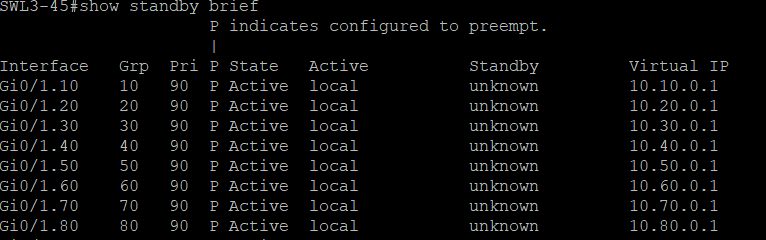 SWL3-45#show standby brief
P indicates configured to preempt.
|
Interface Grp Pri P State Active Standby Virtual IP
Gi0/1.10 10 90 P Active local unknown 10.10.0.1
Gi0/1.20 20 90 P Active local unknown 10.20.0.1
Gi0/1.30 30 90 P Active local unknown 10.30.0.1
Gi0/1.40 40 90 P Active local unknown 10.40.0.1
Gi0/1.50 50 90 P Active local unknown 10.50.0.1
Gi0/1.60 60 90 P Active local unknown 10.60.0.1
Gi0/1.70 70 90 P Active local unknown 10.70.0.1
Gi0/1.80 80 90 P Active local unknown 10.80.0.1